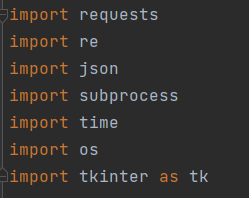 import requests
import re
import json
import subprocess
import time
import os
import tkinter as tk